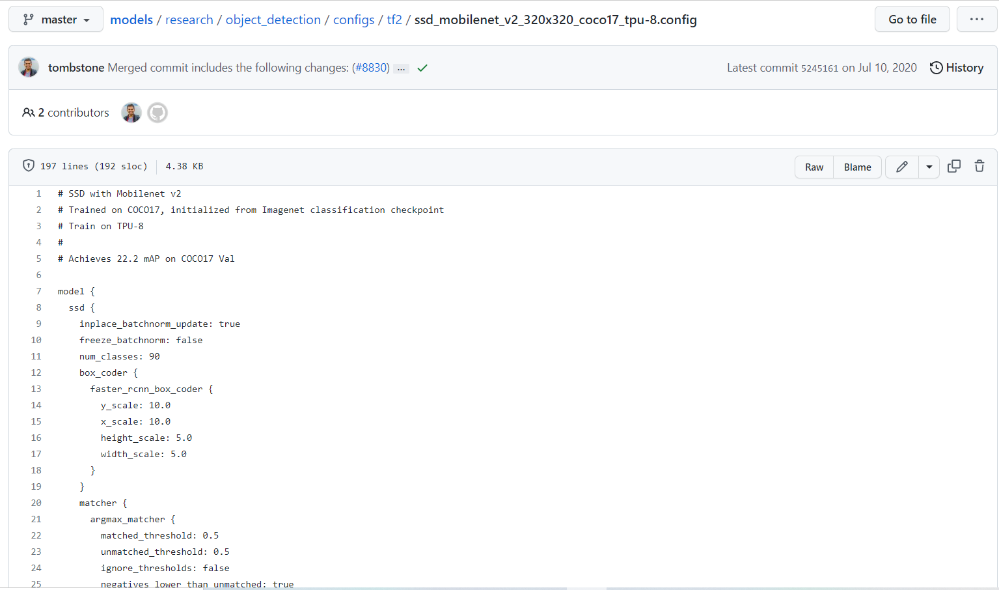 master models / research / object_detection / configs / tf2 / ssd_mobilenet_v2_320x320_coco17_tpu-8.config Go to file ...
tombstone Merged commit includes the following changes: (#8830) ... Latest commit 5245161 on Jul 10, 2020 History
2 contributors
197 lines (192 sloc) 4.38 KB Raw Blame
1 # SSD with Mobilenet v2
2 # Trained on COCO17, initialized from Imagenet classification checkpoint
3 # Train on TPU-8
4 #
5 # Achieves 22.2 mAP on COCO17 Val
6
7 model {
8 ssd {
9 inplace_batchnorm_update: true
10 freeze_batchnorm: false
11 num_classes: 90
12 box_coder {
13 faster_rcnn_box_coder {
14 y_scale: 10.0
15 x_scale: 10.0
16 height_scale: 5.0
17 width_scale: 5.0
18 }
19 }
20 matcher {
21 argmax_matcher {
22 matched_threshold: 0.5
23 unmatched_threshold: 0.5
24 ignore_thresholds: false
25 negatives_lower_than_unmatched: true